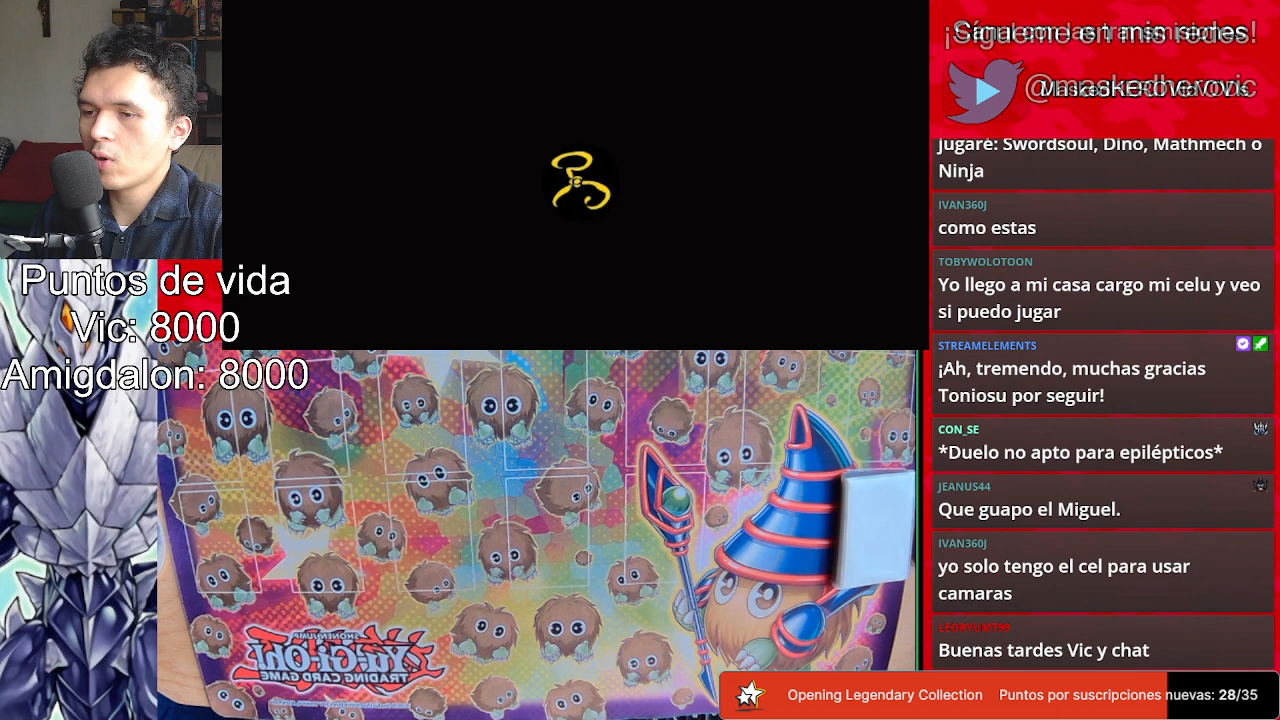 ¡Sígueme en mis redes!
@maskedherovic
jugaré: Swordsoul, Dino, Mathmech o
Ninja
IVAN360J
como estas
TOBYWOLOTOON
Yo llego a mi casa cargo mi celu y veo
si puedo jugar
STREAMELEMENTS
¡Ah, tremendo, muchas gracias
Toniosu por seguir!
CON_SE
*Duelo no apto para epilépticos*
JEANUS44
Que guapo el Miguel.
IVAN360J
yo solo tengo el cel para usar
camaras
LEORYUMT99
Buenas tardes Vic y chat
Puntos de vida
Vic: 8000
Amigdalon: 8000
SHONEN JUMP
Yu-Gi-Oh!
TRADING CARD GAME
Opening Legendary Collection Puntos por suscripciones nuevas: 28/35